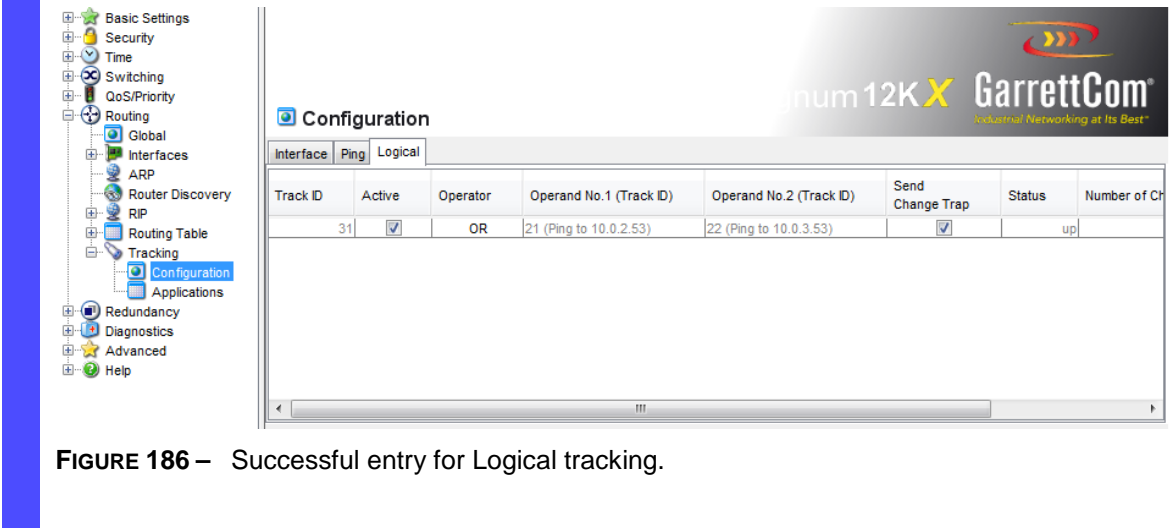 Basic Settings
Security
Time
Switching
QoS/Priority
Routing
Global
Interfaces
ARP
Router Discovery
RIP
Routing Table
Tracking
Configuration
Applications
Redundancy
Diagnostics
Advanced
Help
num12KX GarrettCom®
Industrial Networking at Its Best™
Configuration
Interface Ping Logical
Track ID Active Operator Operand No.1 (Track ID) Operand No.2 (Track ID) Send Change Trap Status Number of Ch
31 OR 21 (Ping to 10.0.2.53) 22 (Ping to 10.0.3.53) up
FIGURE 186 – Successful entry for Logical tracking.